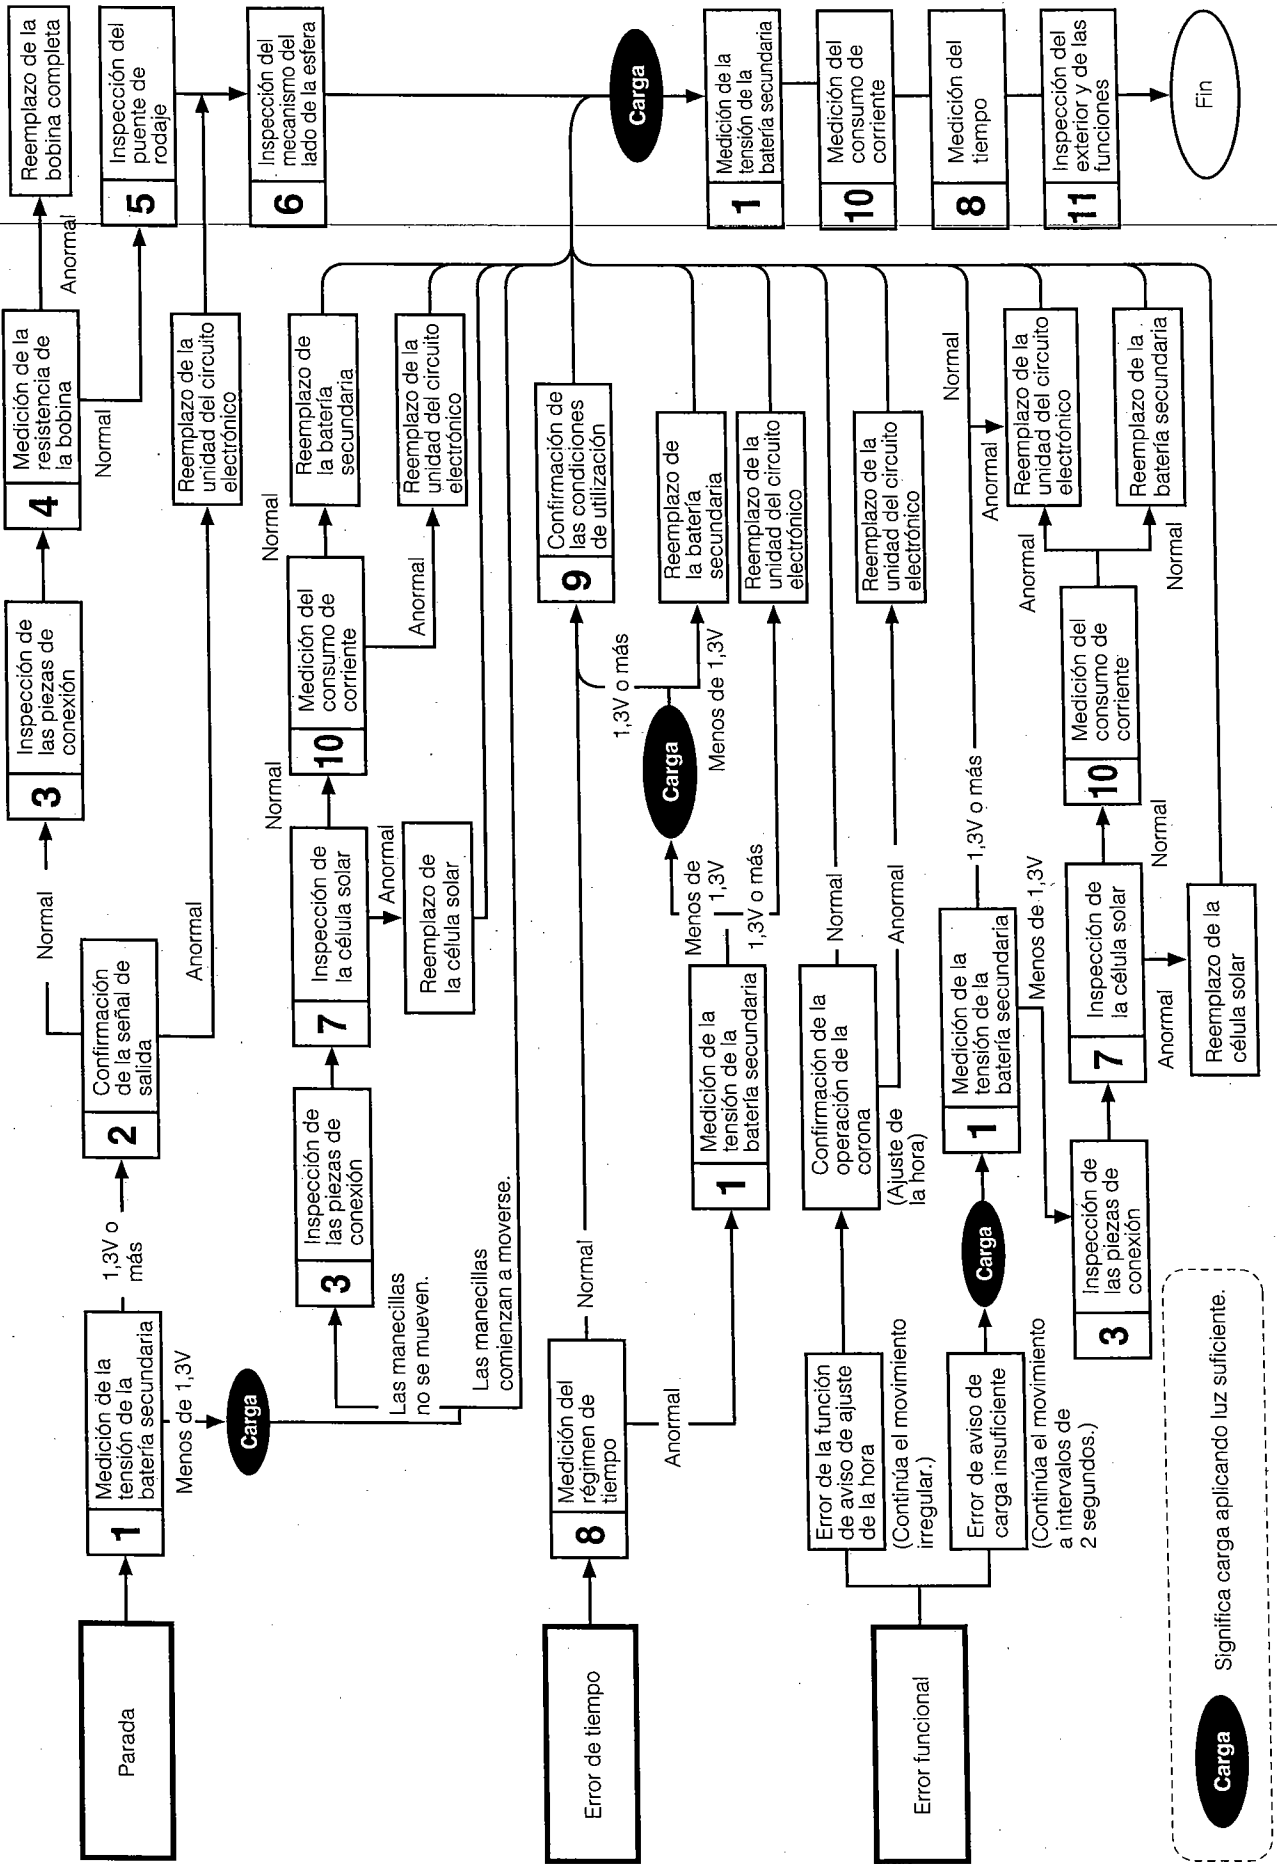 Parada
1
Medición de la
tensión de la
batería secundaria
1,3V o
más
Menos de 1,3V
Carga
2
Confirmación
de la señal de
salida
Normal
Anormal
3
Inspección de
las piezas de
conexión
4
Medición de la
resistencia de
la bobina
Anormal
Normal
Reemplazo de la
bobina completa
5
Inspección del
puente de
rodaje
Reemplazo de la
unidad del circuito
electrónico
6
Inspección del
mecanismo del
lado de la esfera
Las manecillas
no se mueven.
Las manecillas
comienzan a moverse.
3
Inspección de
las piezas de
conexión
7
Inspección de
la célula solar
Normal
Anormal
Reemplazo de
la célula solar
10
Medición del
consumo de
corriente
Normal
Anormal
Reemplazo de
la batería
secundaria
Reemplazo de la
unidad del circuito
electrónico
Error de tiempo
8
Medición del
régimen de
tiempo
Normal
Anormal
1
Medición de la
tensión de la
batería secundaria
Menos de
1,3V
1,3V o más
Carga
1,3V o más
Menos de 1,3V
9
Confirmación de
las condiciones
de utilización
Reemplazo de
la batería
secundaria
Reemplazo de la
unidad del circuito
electrónico
Error funcional
Error de la función
de aviso de ajuste
de la hora
(Continúa el movimiento
irregular.)
Confirmación de la
operación de la
corona
(Ajuste de
la hora)
Normal
Anormal
Reemplazo de la
unidad del circuito
electrónico
Error de aviso de
carga insuficiente
(Continúa el movimiento
a intervalos de
2 segundos.)
Carga
1
Medición de la
tensión de la
batería secundaria
1,3V o más
Menos de 1,3V
Normal
Anormal
3
Inspección de
las piezas de
conexión
7
Inspección de
la célula solar
Normal
Anormal
Reemplazo de la
célula solar
10
Medición del
consumo de
corriente
Anormal
Normal
Reemplazo de la
unidad del circuito
electrónico
Reemplazo de la
batería secundaria
Carga
1
Medición de la
tensión de la
batería secundaria
10
Medición del
consumo de
corriente
8
Medición del
tiempo
11
Inspección del
exterior y de las
funciones
Fin
Carga
Significa carga aplicando luz suficiente.